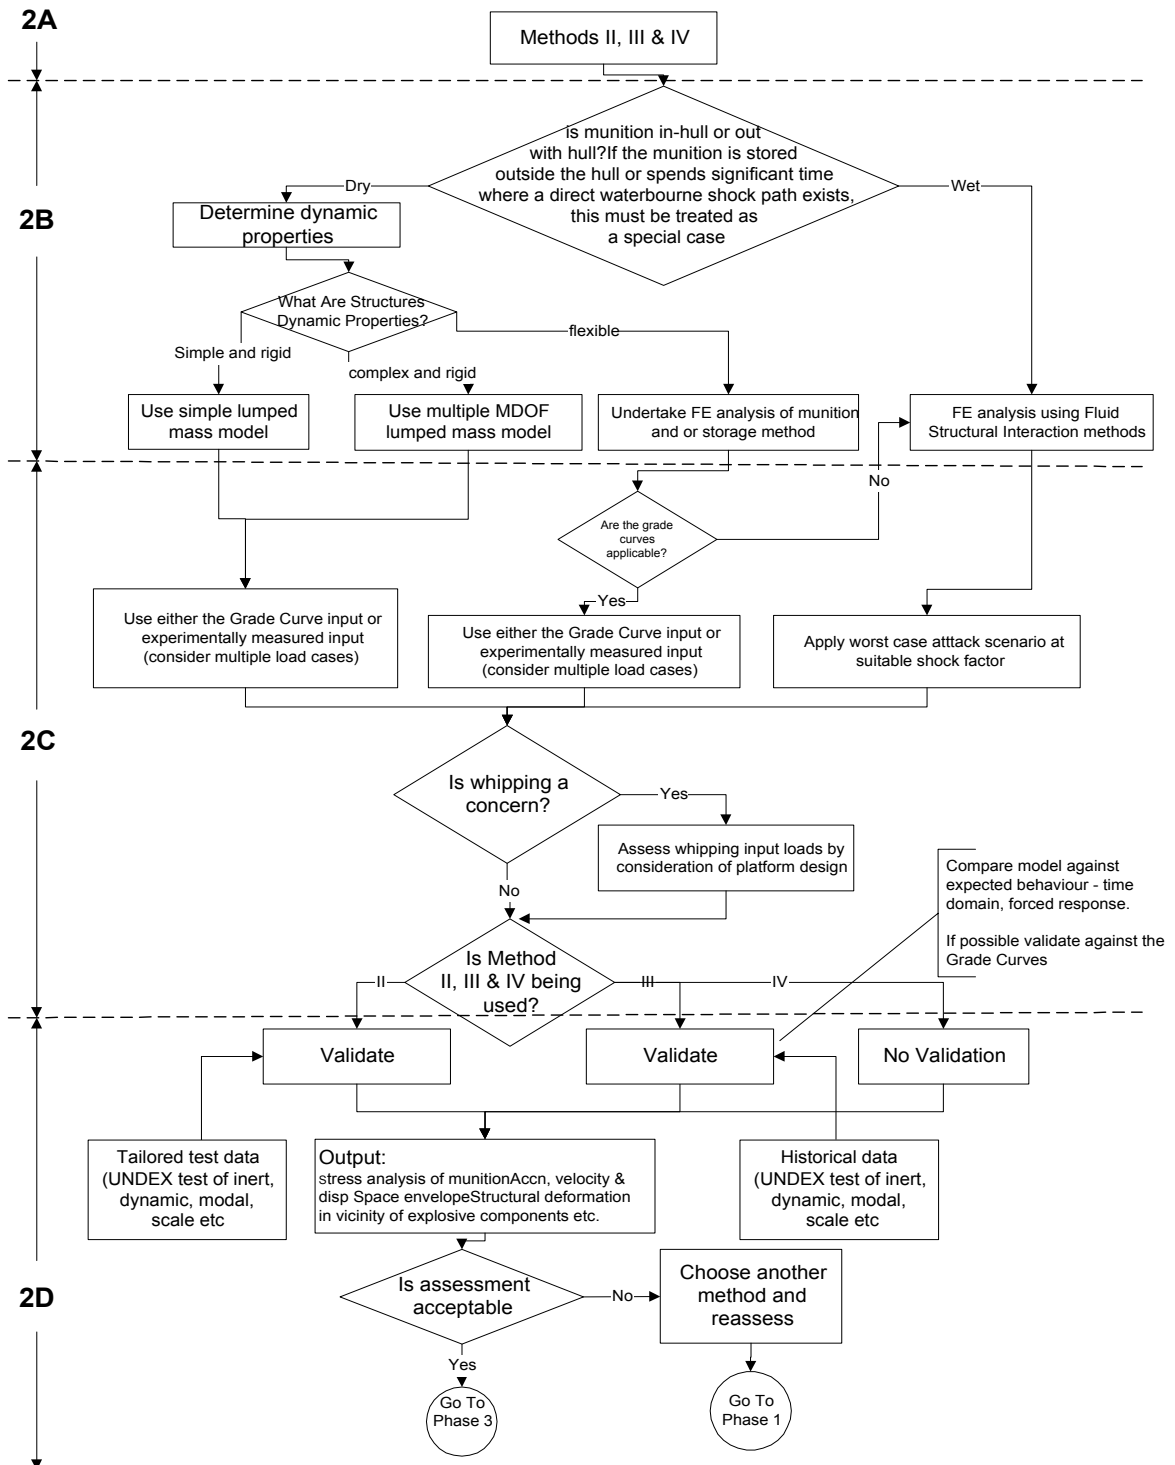 2A
Methods II, III & IV
2B
is munition in-hull or out
with hull?If the munition is stored
outside the hull or spends significant time
where a direct waterbourne shock path exists,
this must be treated as
a special case
Dry
Wet
Determine dynamic
properties
What Are Structures
Dynamic Properties?
Simple and rigid
complex and rigid
flexible
Use simple lumped
mass model
Use multiple MDOF
lumped mass model
Undertake FE analysis of munition
and or storage method
FE analysis using Fluid
Structural Interaction methods
No
Are the grade
curves
applicable?
Yes
Use either the Grade Curve input or
experimentally measured input
(consider multiple load cases)
Use either the Grade Curve input or
experimentally measured input
(consider multiple load cases)
Apply worst case atttack scenario at
suitable shock factor
2C
Is whipping a
concern?
Yes
Assess whipping input loads by
consideration of platform design
No
Compare model against
expected behaviour - time
domain, forced response.
If possible validate against the
Grade Curves
Is Method
II, III & IV being
used?
II
III
IV
Validate
Validate
No Validation
Tailored test data
(UNDEX test of inert,
dynamic, modal,
scale etc
Output:
stress analysis of munitionAccn, velocity &
disp Space envelopeStructural deformation
in vicinity of explosive components etc.
Historical data
(UNDEX test of inert,
dynamic, modal,
scale etc
2D
Is assessment
acceptable
No
Choose another
method and
reassess
Yes
Go To
Phase 3
Go To
Phase 1